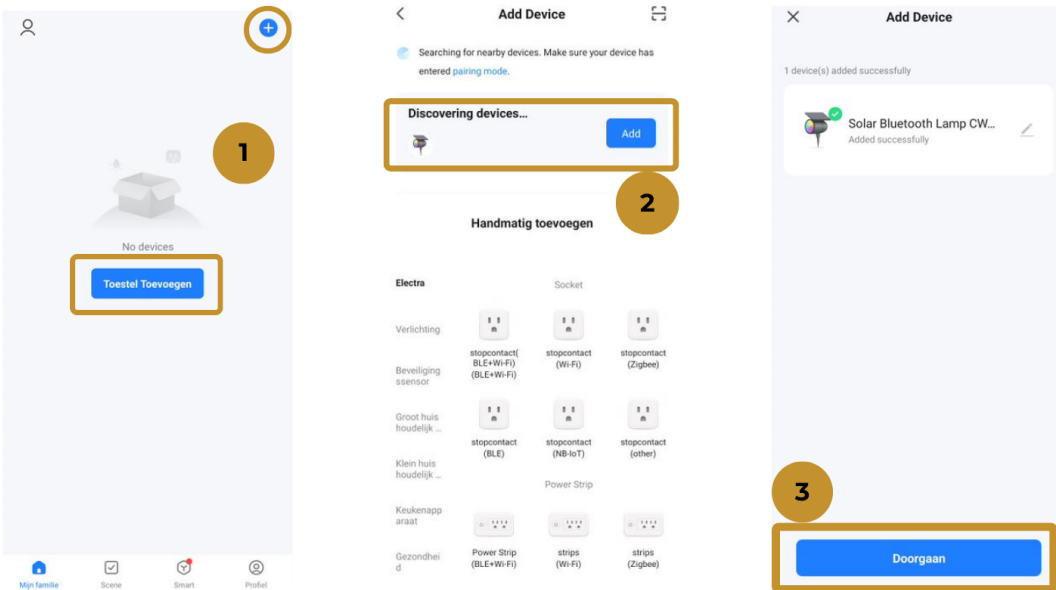 1
No devices
Toestel Toevoegen
Mijn familie
Scene
Smart
Profiel
Add Device
Searching for nearby devices. Make sure your device has
entered pairing mode.
Discovering devices...
Add
2
Handmatig toevoegen
Electra
Socket
Verlichting
stopcontact(
BLE+Wi-Fi)
(BLE+Wi-Fi)
stopcontact
(Wi-Fi)
stopcontact
(Zigbee)
Beveiliging
ssensor
Groot huis
houdelijk ...
stopcontact
(BLE)
stopcontact
(NB-IoT)
stopcontact
(other)
Klein huis
houdelijk ...
Power Strip
Keukenapp
araat
Power Strip
(BLE+Wi-Fi)
strips
(Wi-Fi)
strips
(Zigbee)
Gezondhei
d
Add Device
1 device(s) added successfully
Solar Bluetooth Lamp CW...
Added successfully
3
Doorgaan